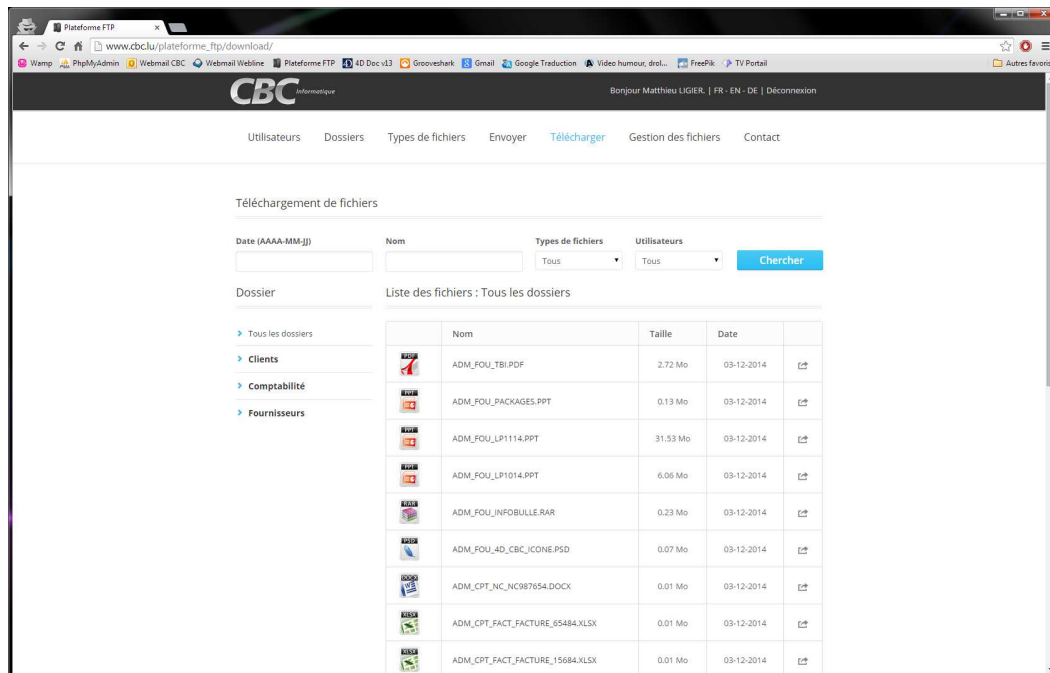 Plateforme FTP
www.cbc.lu/plateforme_ftp/download/
Wamp PhpMyAdmin Webmail CBC Webmail Webline Plateforme FTP 4D Doc v13 Grooveshark Gmail Google Traduction Video humour, drol... FreePik TV Portail Autres favoris
CBC Informatique
Bonjour Matthieu LIGIER. | FR - EN - DE | Déconnexion
Utilisateurs Dossiers Types de fichiers Envoyer Télécharger Gestion des fichiers Contact
Téléchargement de fichiers
Date (AAAA-MM-JJ) Nom Types de fichiers Utilisateurs
Tous Tous Chercher
Dossier
Tous les dossiers
Clients
Comptabilité
Fournisseurs
Liste des fichiers : Tous les dossiers
Nom Taille Date
PDF ADM_FOU_TBI.PDF 2.72 Mo 03-12-2014
PPT ADM_FOU_PACKAGES.PPT 0.13 Mo 03-12-2014
PPT ADM_FOU_LP1114.PPT 31.53 Mo 03-12-2014
PPT ADM_FOU_LP1014.PPT 6.06 Mo 03-12-2014
RAR ADM_FOU_INFOBULLE.RAR 0.23 Mo 03-12-2014
PSD ADM_FOU_4D_CBC_ICONE.PSD 0.07 Mo 03-12-2014
DOCX ADM_CPT_NC_NC987654.DOCX 0.01 Mo 03-12-2014
XLSX ADM_CPT_FACT_FACTURE_65484.XLSX 0.01 Mo 03-12-2014
XLSX ADM_CPT_FACT_FACTURE_15684.XLSX 0.01 Mo 03-12-2014